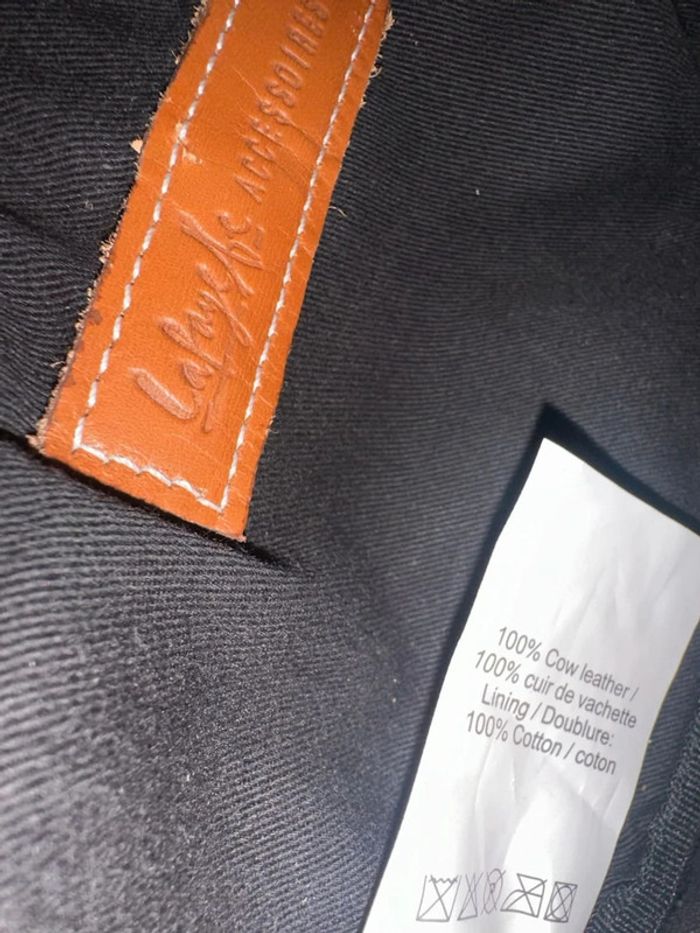 Lafayette ACCESSOIRES
100% Cow leather /
100% cuir de vachette
Lining / Doublure:
100% Cotton / coton